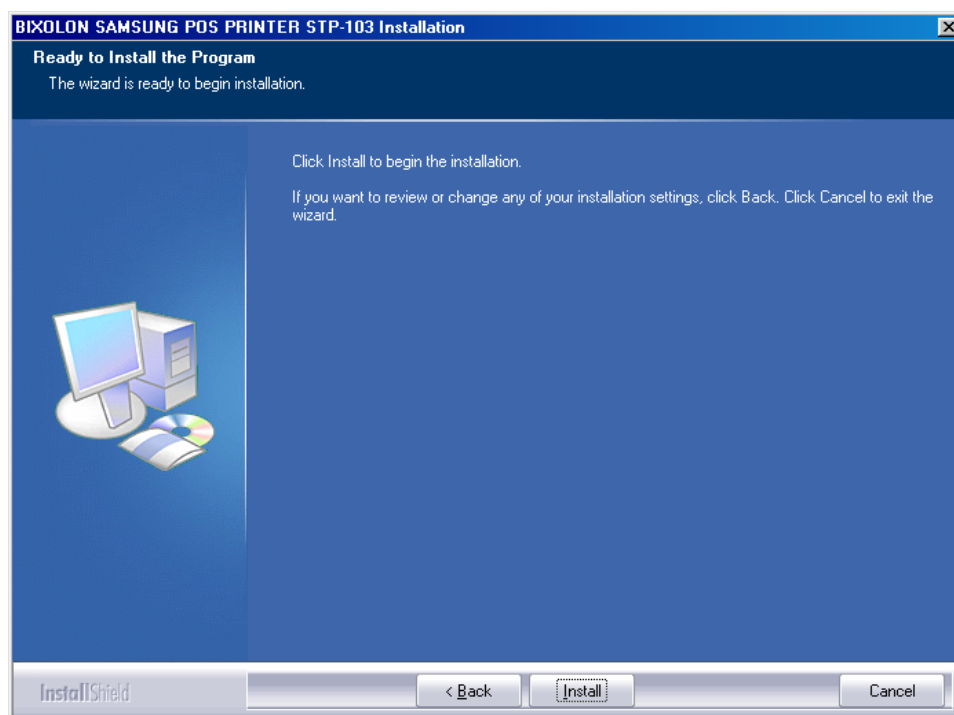 BIXOLON SAMSUNG POS PRINTER STP-103 Installation
Ready to Install the Program
The wizard is ready to begin installation.
Click Install to begin the installation.
If you want to review or change any of your installation settings, click Back. Click Cancel to exit the
wizard.
InstallShield
< Back
Install
Cancel